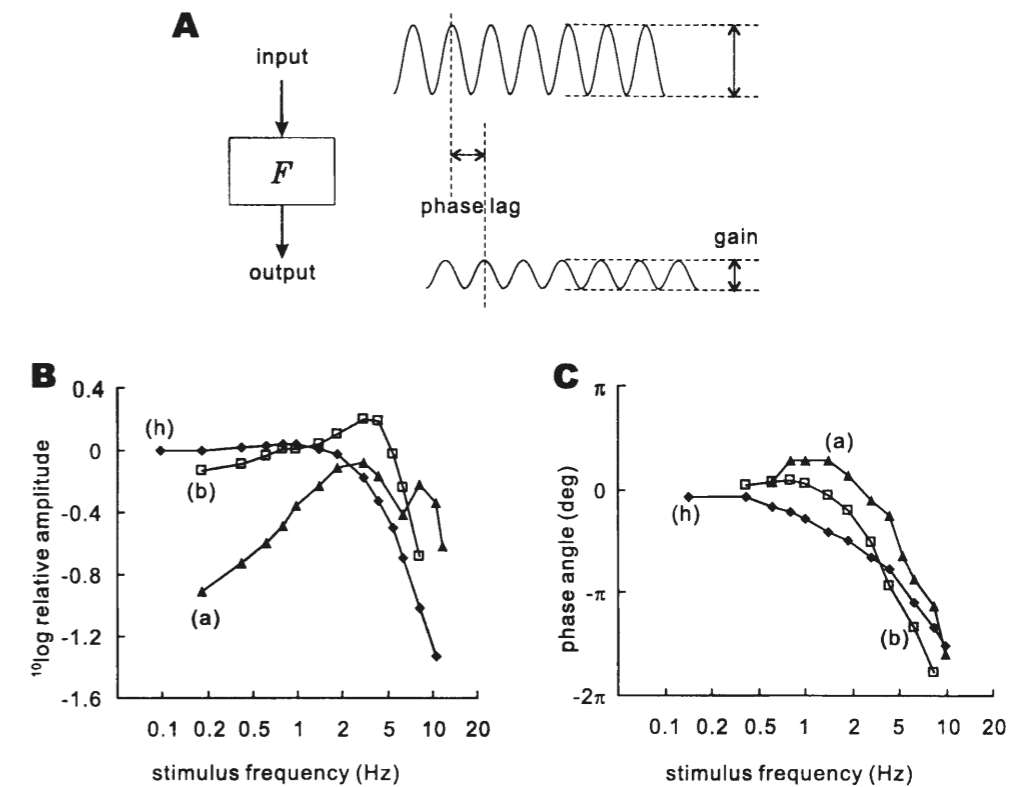 A
input
F
output
phase lag
gain
B
0.4
0
-0.4
-0.8
-1.2
-1.6
¹⁰log relative amplitude
(h)
(b)
(a)
0.1 0.2 0.5 1 2 5 10 20
stimulus frequency (Hz)
C
π
0
-π
-2π
phase angle (deg)
(a)
(h)
(b)
0.1 0.2 0.5 1 2 5 10 20
stimulus frequency (Hz)